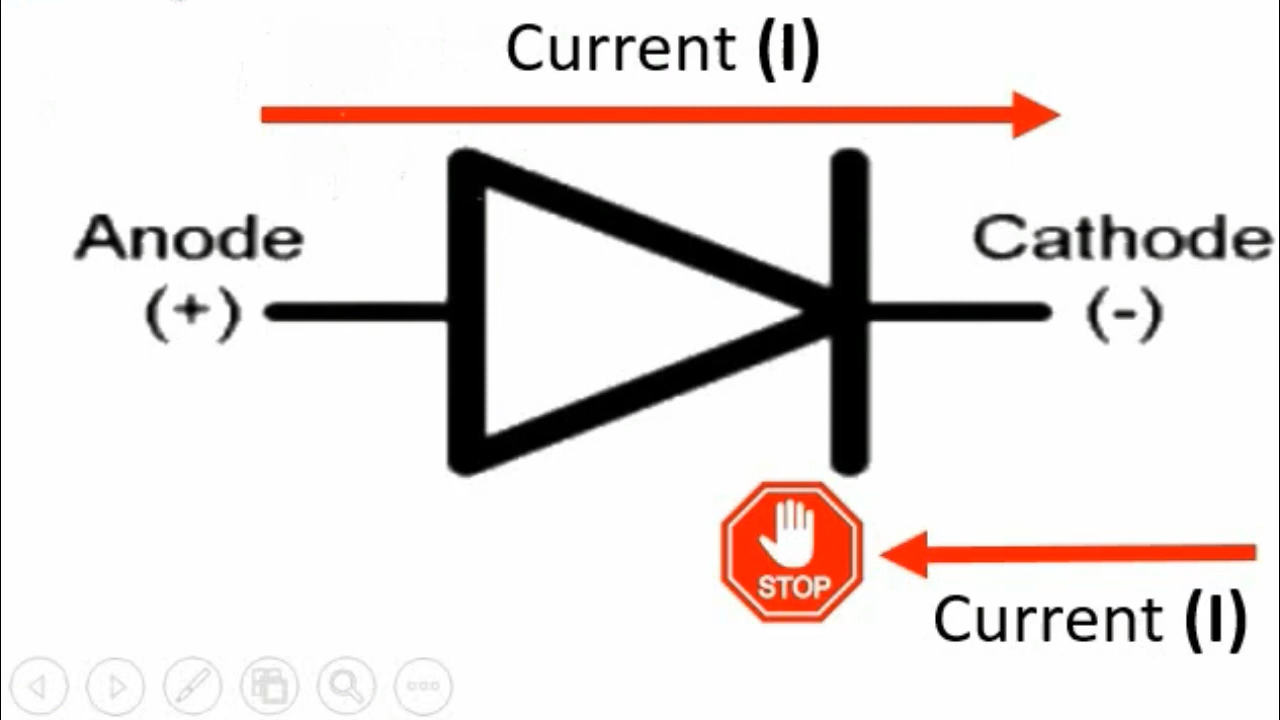 Current (I)
Anode
(+)
Cathode
(-)
STOP
Current (I)